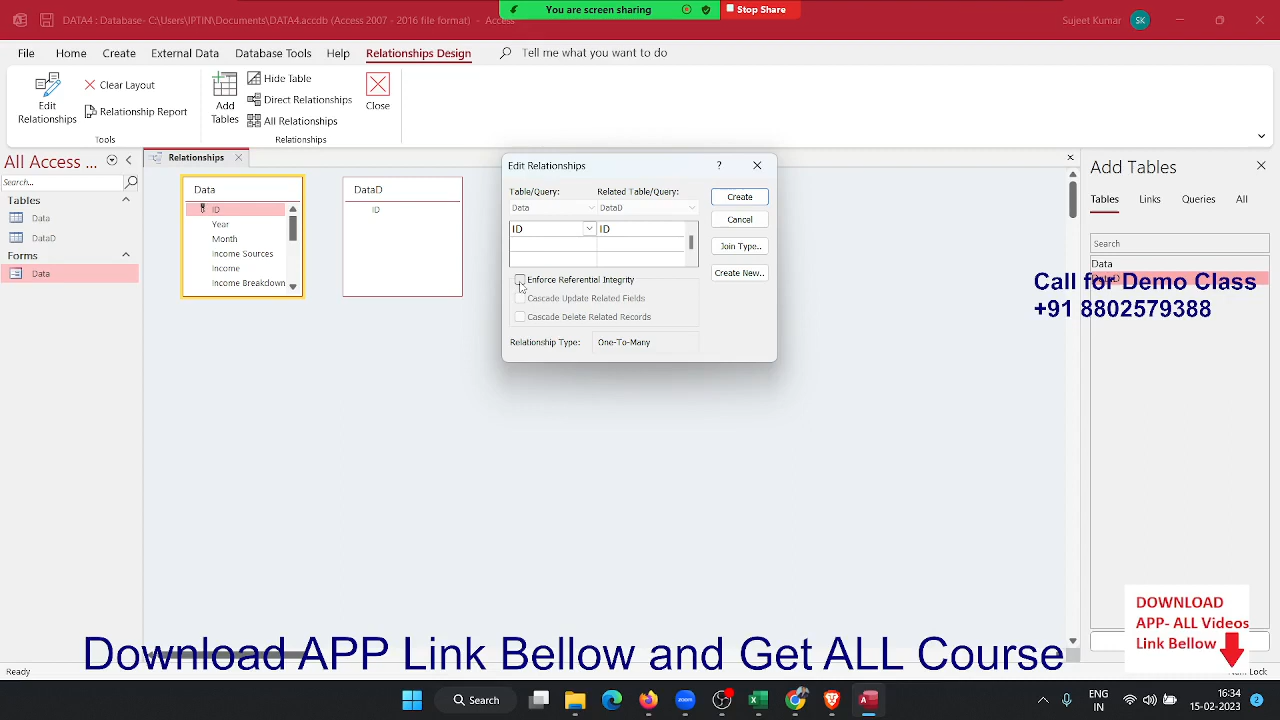 DATA4 : Database- C:\Users\IPTIN\Documents\DATA4.accdb (Access 2007 - 2016 file format) - Access
You are screen sharing
Stop Share
Sujeet Kumar
SK
File
Home
Create
External Data
Database Tools
Help
Relationships Design
Tell me what you want to do
Edit
Relationships
Clear Layout
Relationship Report
Tools
Add
Tables
Hide Table
Direct Relationships
All Relationships
Relationships
Close
All Access ...
Search...
Tables
Data
DataD
Forms
Data
Relationships
Data
ID
Year
Month
Income Sources
Income
Income Breakdown
DataD
ID
Edit Relationships
?
Table/Query:
Related Table/Query:
Data
DataD
ID
ID
Enforce Referential Integrity
Cascade Update Related Fields
Cascade Delete Related Records
Relationship Type:
One-To-Many
Create
Cancel
Join Type..
Create New..
Add Tables
Tables
Links
Queries
All
Search
Data
Call for Demo Class
+91 8802579388
DOWNLOAD
APP- ALL Videos
Link Bellow
Download APP Link Bellow and Get ALL Course
Ready
Num Lock
Search
zoom
ENG
IN
16:34
15-02-2023
2